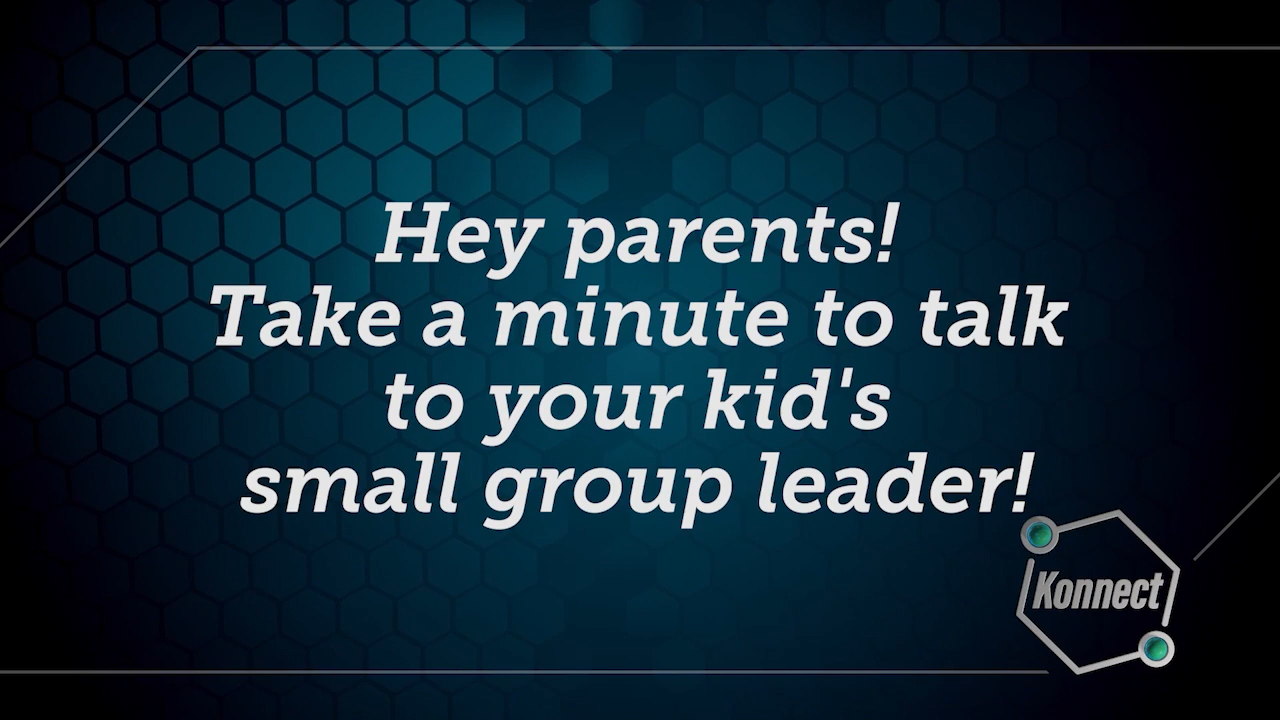 Hey parents!
Take a minute to talk
to your kid's
small group leader!
Konnect